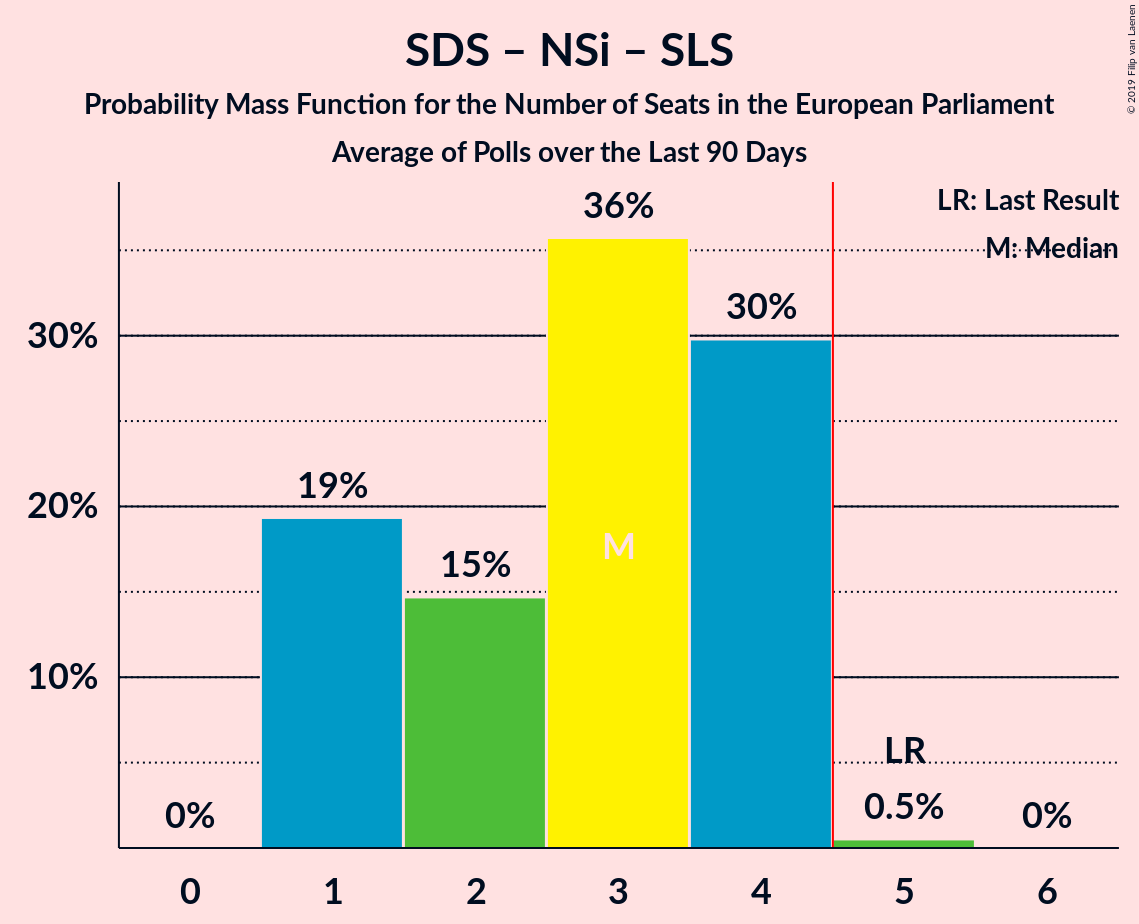 SDS – NSi – SLS
Probability Mass Function for the Number of Seats in the European Parliament
Average of Polls over the Last 90 Days
© 2019 Filip van Laenen
LR: Last Result
M: Median
36%
30%
30%
19%
20%
15%
M
10%
LR
0%
0.5%
0%
0 1 2 3 4 5 6